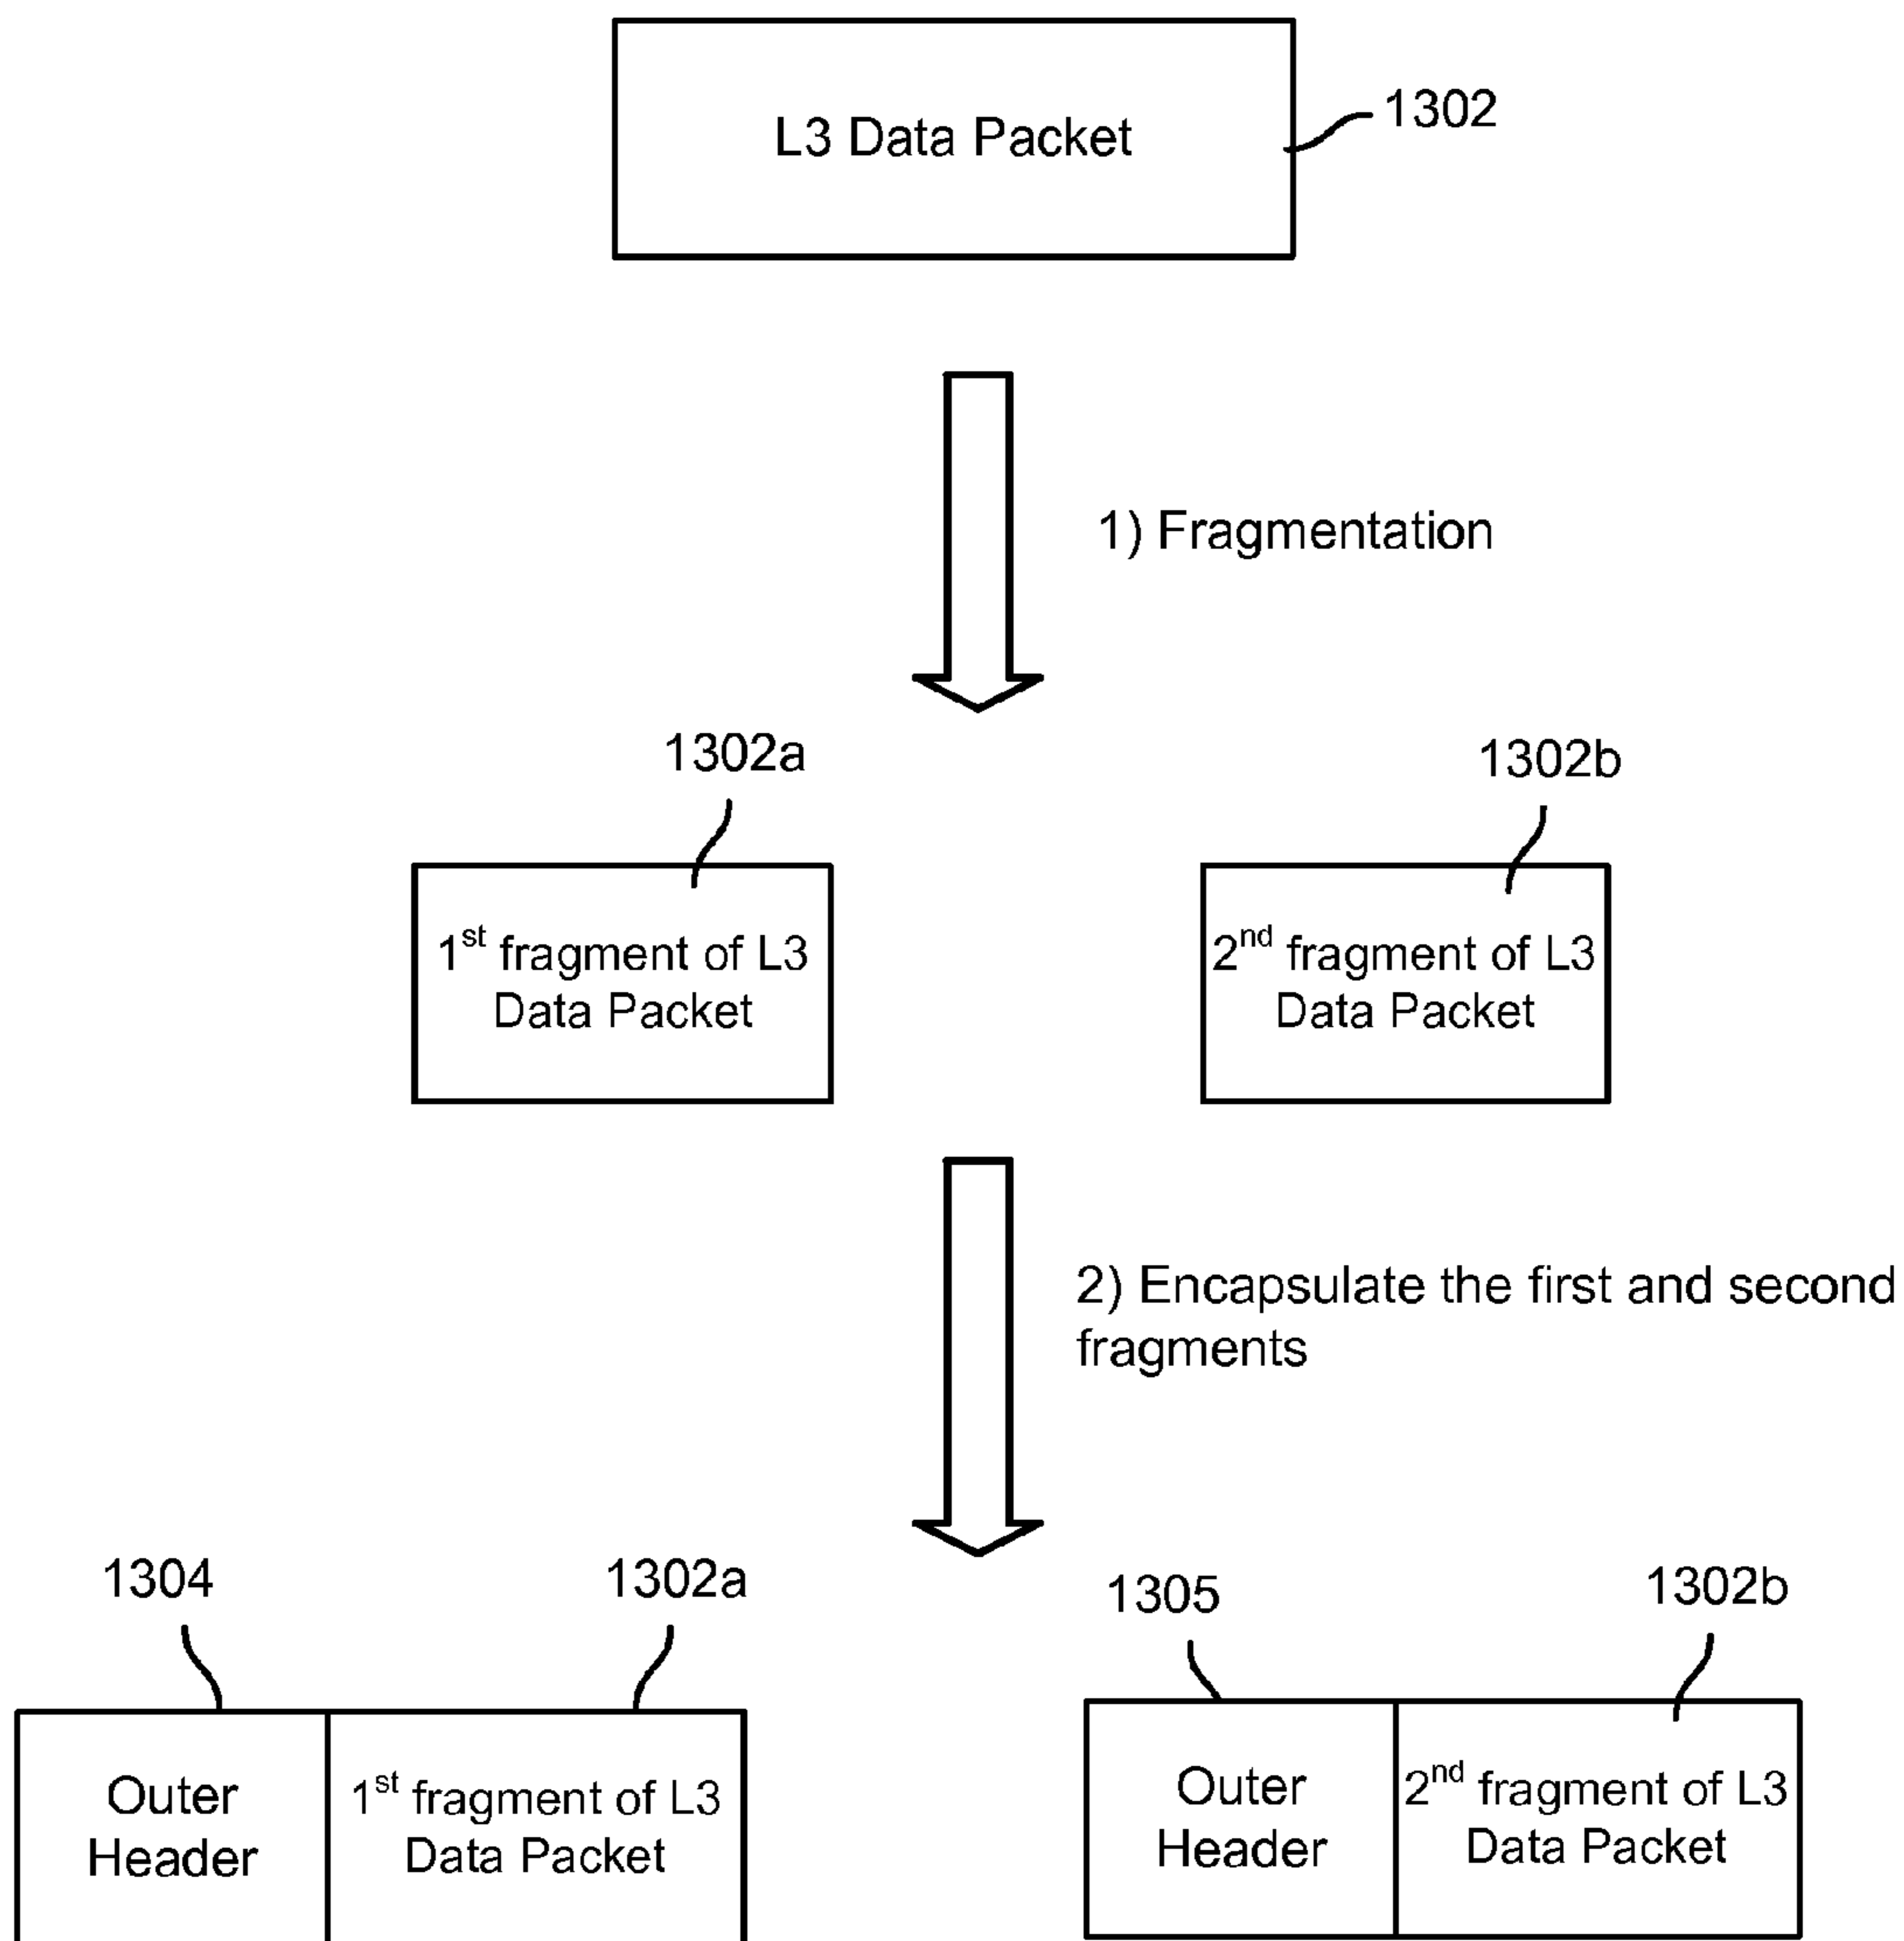 L3 Data Packet
1302
1) Fragmentation
1302a
1302b
1st fragment of L3
Data Packet
2nd fragment of L3
Data Packet
2) Encapsulate the first and second
fragments
1304
1302a
1305
1302b
Outer
Header
1st fragment of L3
Data Packet
Outer
Header
2nd fragment of L3
Data Packet